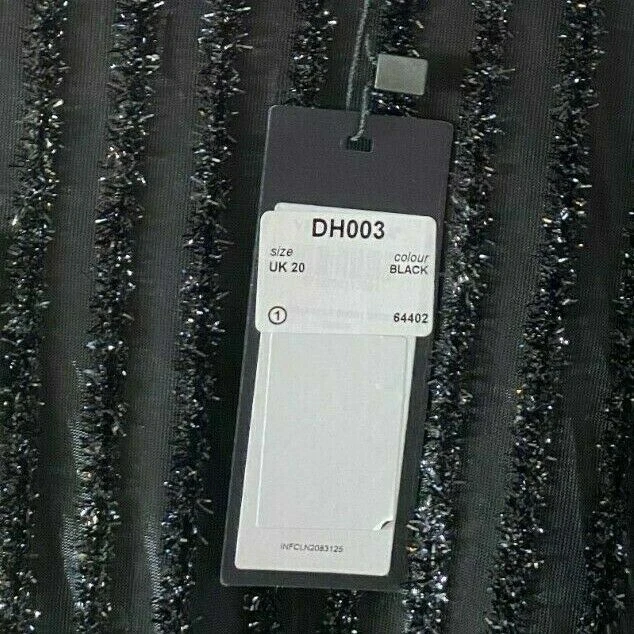 DH003
size colour
UK 20 BLACK
1 64402
INFCLN2083125